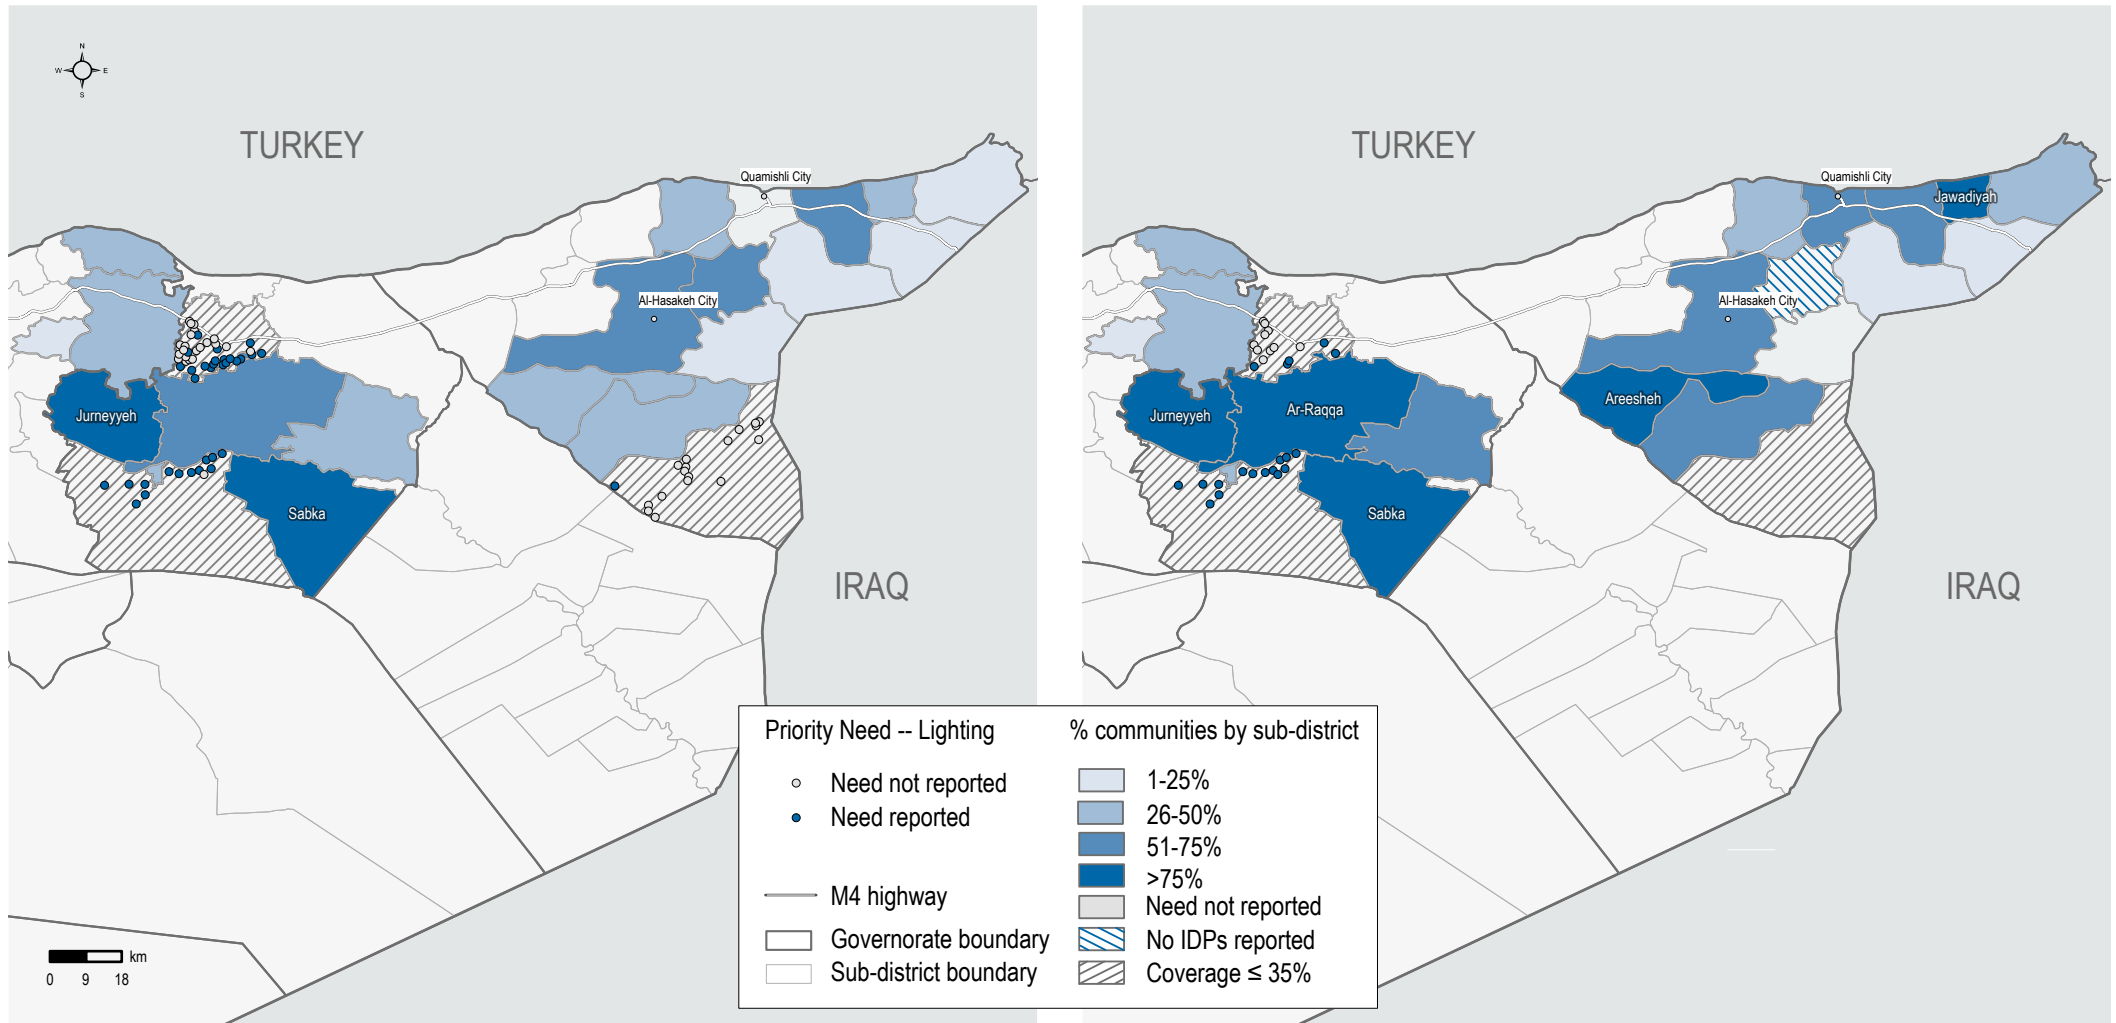 N
W E
S
TURKEY
Quamishli City
Al-Hasakeh City
Jurneyyeh
Sabka
IRAQ
km
0 9 18
TURKEY
Quamishli City
Jawadiyah
Al-Hasakeh City
Areesheh
Jurneyyeh
Ar-Raqqa
Sabka
IRAQ
Priority Need -- Lighting
Need not reported
Need reported
M4 highway
Governorate boundary
Sub-district boundary
% communities by sub-district
1-25%
26-50%
51-75%
>75%
Need not reported
No IDPs reported
Coverage ≤ 35%